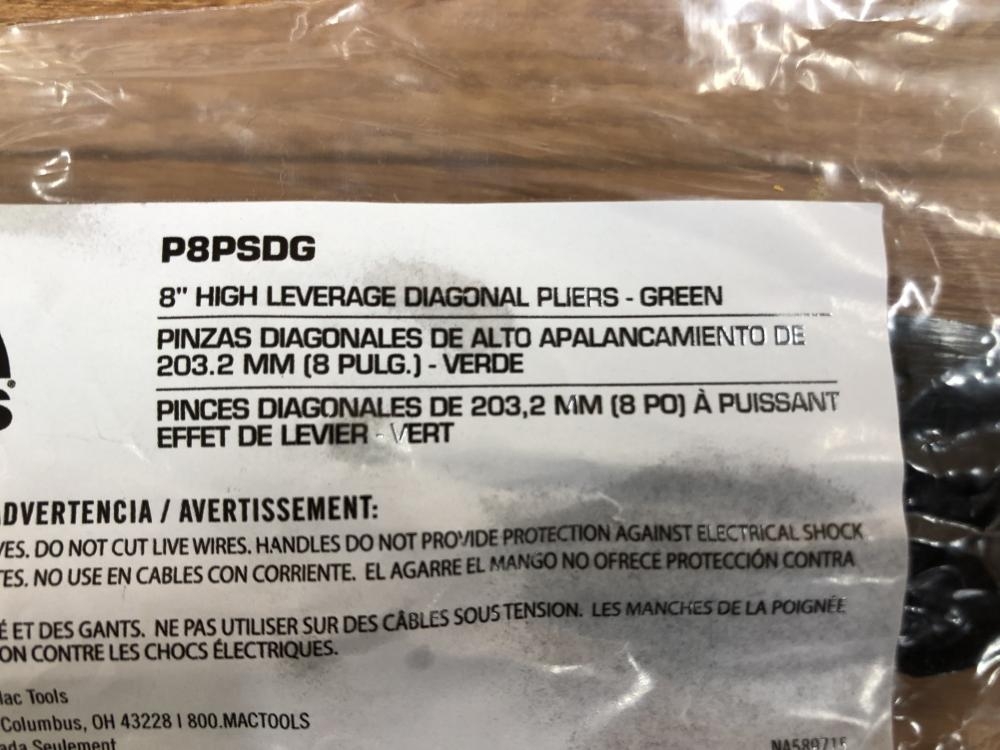 P8PSDG
8" HIGH LEVERAGE DIAGONAL PLIERS - GREEN
PINZAS DIAGONALES DE ALTO APALANCAMIENTO DE
203.2 MM (8 PULG.) - VERDE
PINCES DIAGONALES DE 203,2 MM (8 PO) À PUISSANT
EFFET DE LEVIER - VERT
S®
DVERTENCIA / AVERTISSEMENT:
ES. DO NOT CUT LIVE WIRES. HANDLES DO NOT PROVIDE PROTECTION AGAINST ELECTRICAL SHOCK
TES. NO USE EN CABLES CON CORRIENTE. EL AGARRE EL MANGO NO OFRECE PROTECCIÓN CONTRA
É ET DES GANTS. NE PAS UTILISER SUR DES CÂBLES SOUS TENSION. LES MANCHES DE LA POIGNÉE
ON CONTRE LES CHOCS ÉLECTRIQUES.
ac Tools
Columbus, OH 43228 I 800.MACTOOLS
ada Seulement